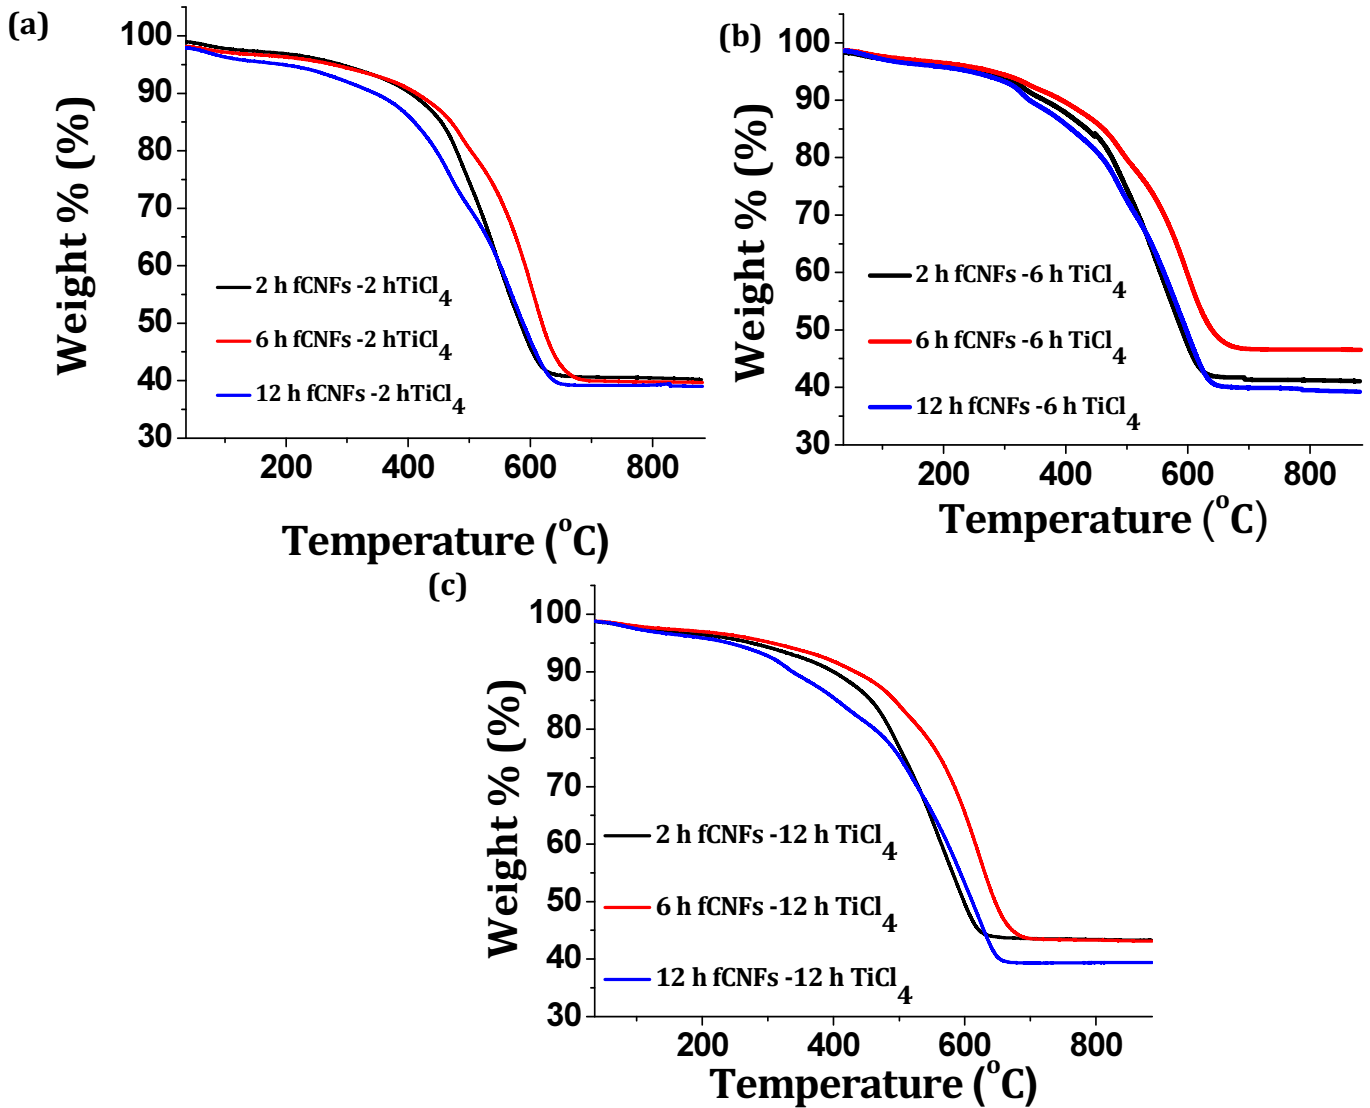 (a)
100
90
80
70
60
50
40
30
Weight % (%)
2 h fCNFs -2 hTiCl4
6 h fCNFs -2 hTiCl4
12 h fCNFs -2 hTiCl4
200 400 600 800
Temperature (oC)
(b)
100
90
80
70
60
50
40
30
Weight % (%)
2 h fCNFs -6 h TiCl4
6 h fCNFs -6 h TiCl4
12 h fCNFs -6 h TiCl4
200 400 600 800
Temperature (oC)
(c)
100
90
80
70
60
50
40
30
Weight % (%)
2 h fCNFs -12 h TiCl4
6 h fCNFs -12 h TiCl4
12 h fCNFs -12 h TiCl4
200 400 600 800
Temperature (oC)